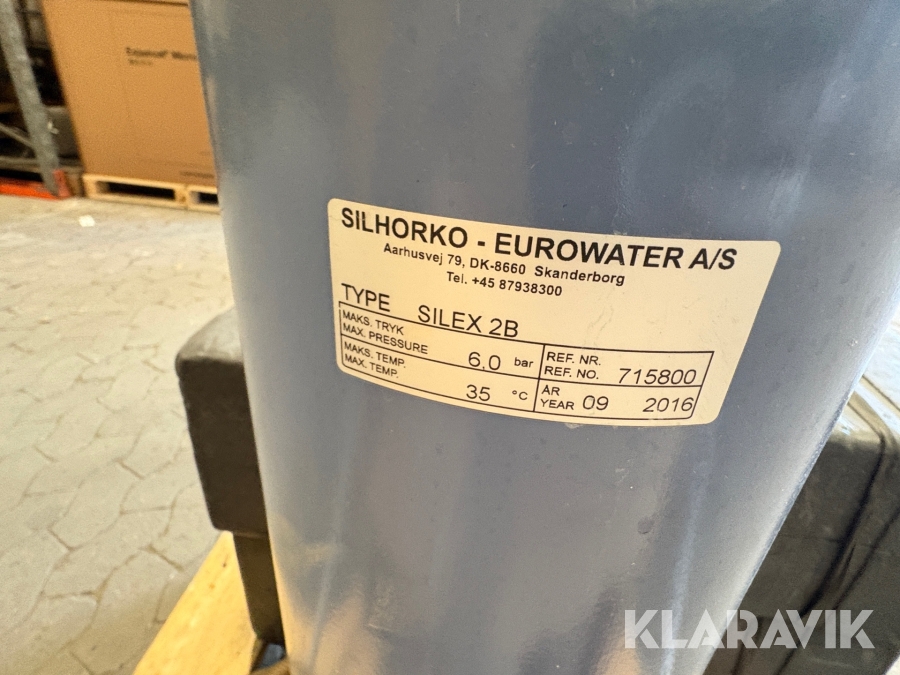 SILHORKO - EUROWATER A/S
Aarhusvej 79, DK-8660 Skanderborg
Tel. +45 87938300
TYPE SILEX 2B
MAKS. TRYK
MAX. PRESSURE 6,0 bar
REF. NR.
REF. NO. 715800
MAKS. TEMP.
MAX. TEMP. 35 °C
AR
YEAR 09 2016
KLARAVIK